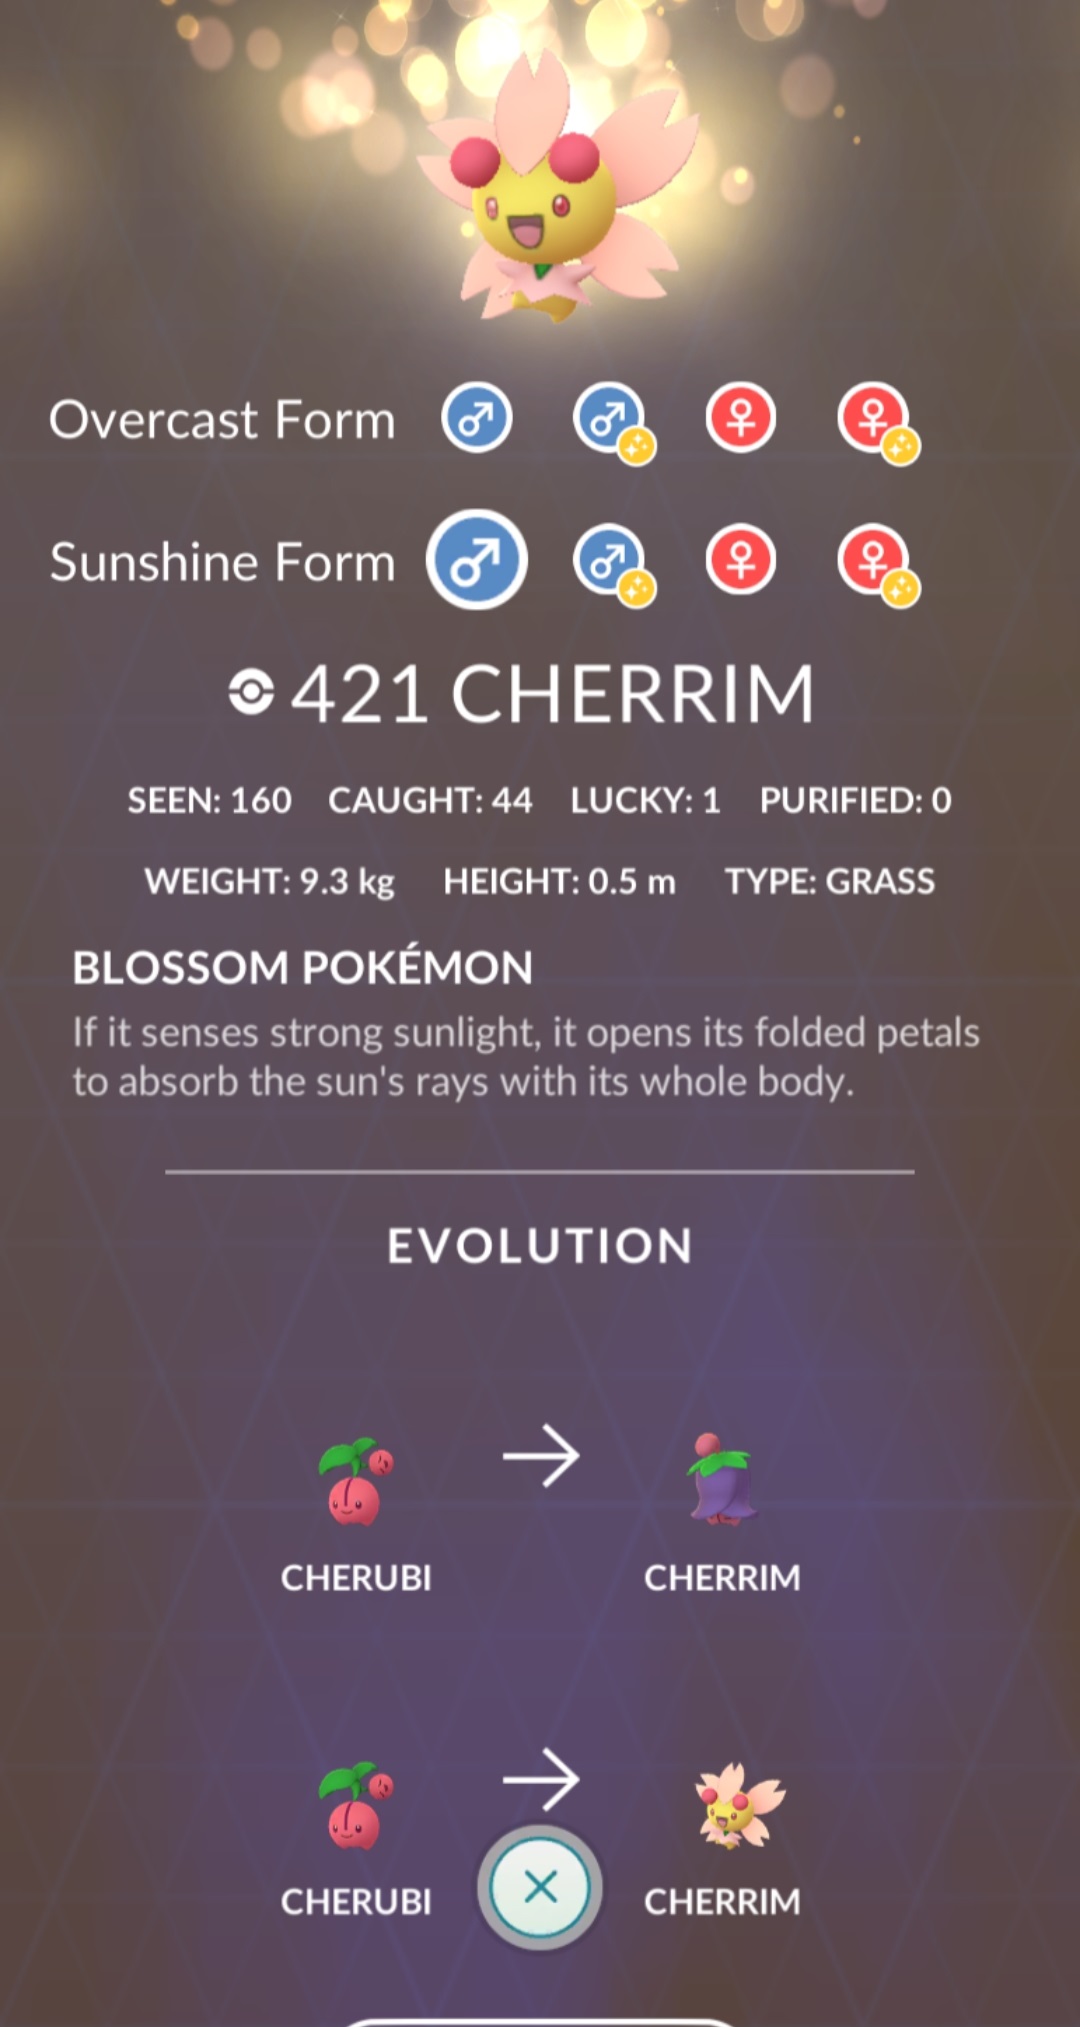 Overcast Form
Sunshine Form
421 CHERRIM
SEEN: 160 CAUGHT: 44 LUCKY: 1 PURIFIED: 0
WEIGHT: 9.3 kg HEIGHT: 0.5 m TYPE: GRASS
BLOSSOM POKÉMON
If it senses strong sunlight, it opens its folded petals
to absorb the sun's rays with its whole body.
EVOLUTION
CHERUBI CHERRIM
CHERUBI CHERRIM